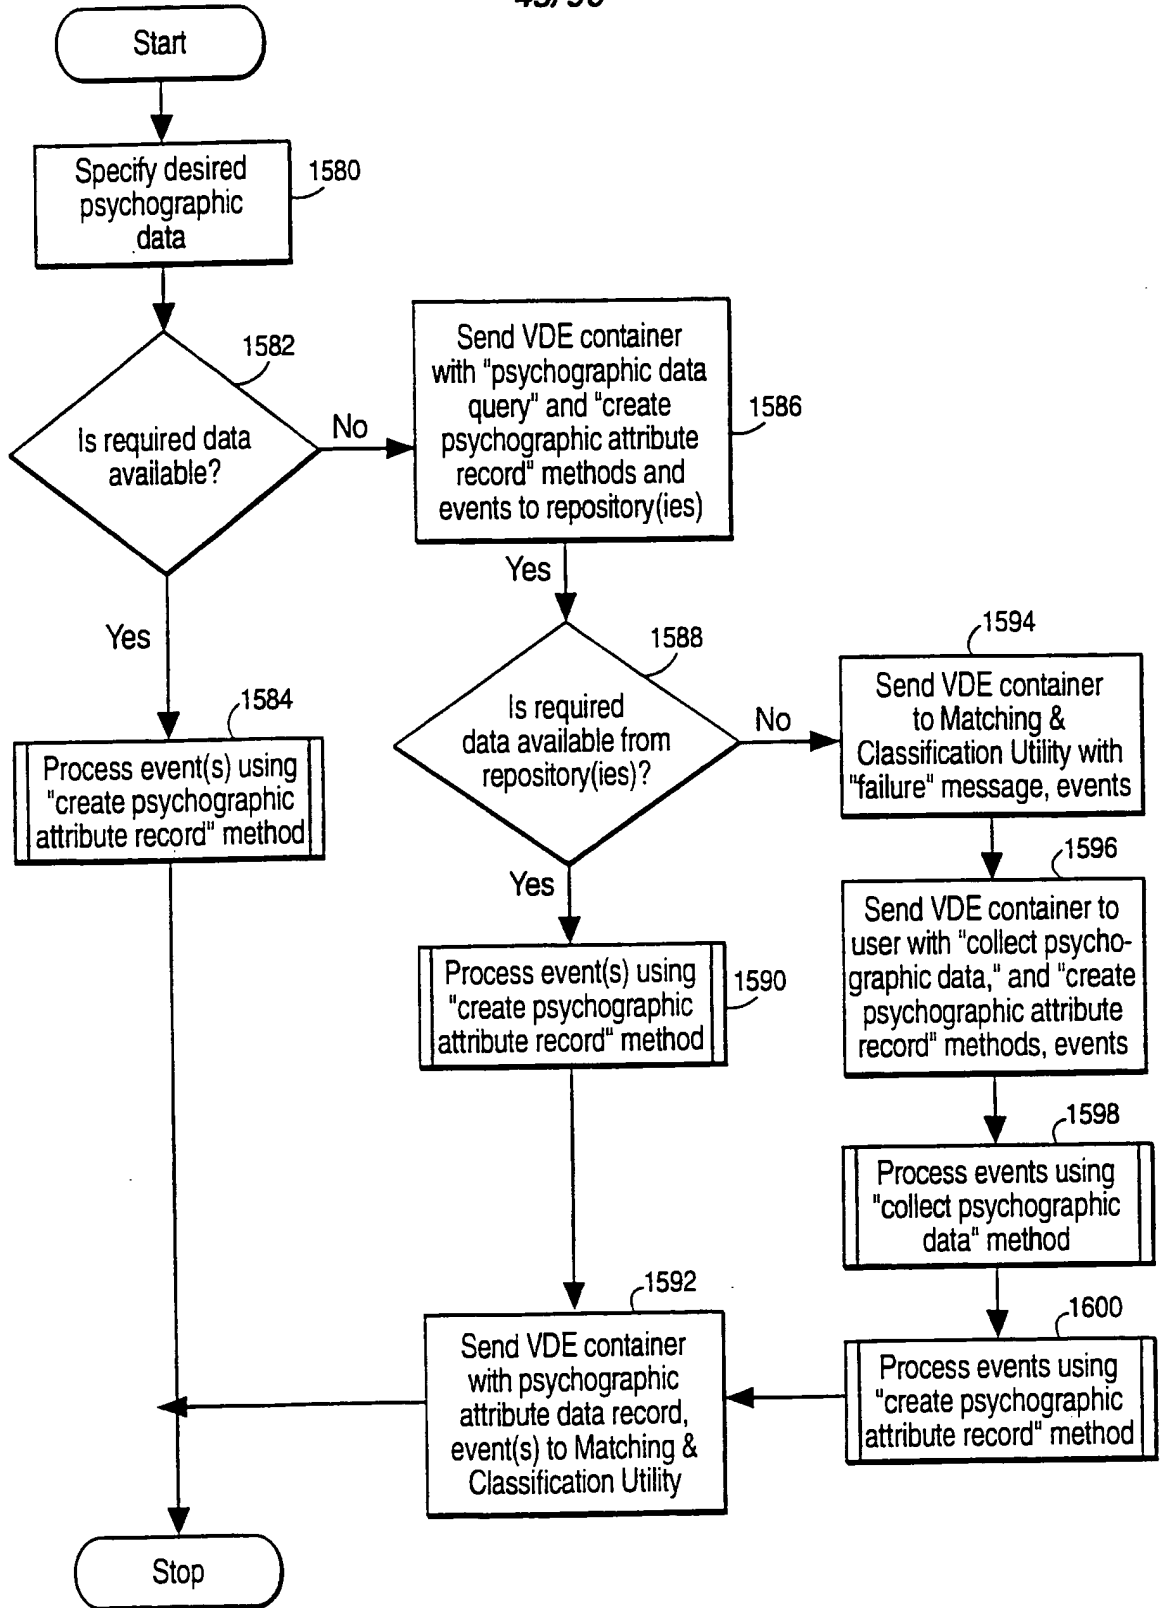 Start
Specify desired
psychographic
data
1580
1582
Is required data
available?
No
Yes
Send VDE container
with "psychographic data
query" and "create
psychographic attribute
record" methods and
events to repository(ies)
1586
Yes
1584
Process event(s) using
"create psychographic
attribute record" method
1588
Is required
data available from
repository(ies)?
No
Yes
1594
Send VDE container
to Matching &
Classification Utility with
"failure" message, events
1596
Send VDE container to
user with "collect psycho-
graphic data," and "create
psychographic attribute
record" methods, events
Process event(s) using
"create psychographic
attribute record" method
1590
1598
Process events using
"collect psychographic
data" method
1592
Send VDE container
with psychographic
attribute data record,
event(s) to Matching &
Classification Utility
1600
Process events using
"create psychographic
attribute record" method
Stop